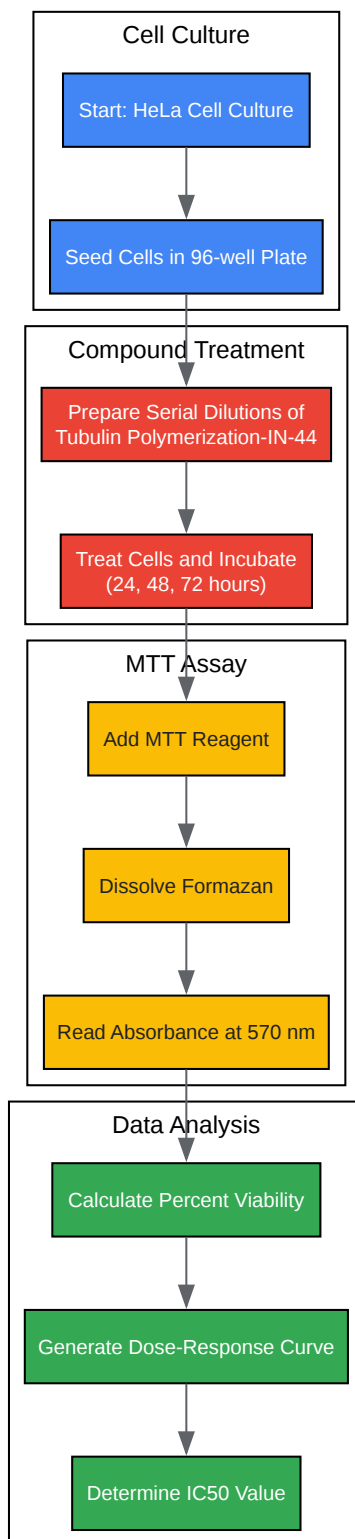 Cell Culture
Start: HeLa Cell Culture
Seed Cells in 96-well Plate
Compound Treatment
Prepare Serial Dilutions of
Tubulin Polymerization-IN-44
Treat Cells and Incubate
(24, 48, 72 hours)
MTT Assay
Add MTT Reagent
Dissolve Formazan
Read Absorbance at 570 nm
Data Analysis
Calculate Percent Viability
Generate Dose-Response Curve
Determine IC50 Value